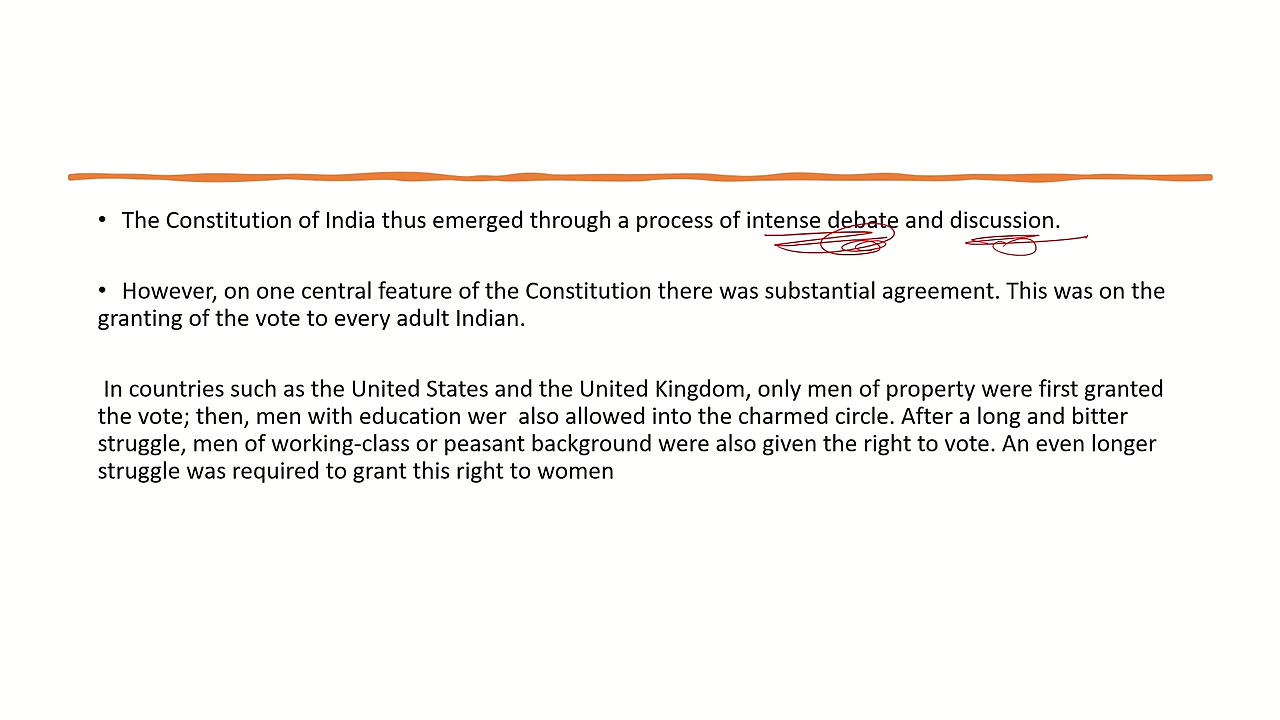 • The Constitution of India thus emerged through a process of intense debate and discussion.
• However, on one central feature of the Constitution there was substantial agreement. This was on the
granting of the vote to every adult Indian.
In countries such as the United States and the United Kingdom, only men of property were first granted
the vote; then, men with education wer  also allowed into the charmed circle. After a long and bitter
struggle, men of working-class or peasant background were also given the right to vote. An even longer
struggle was required to grant this right to women